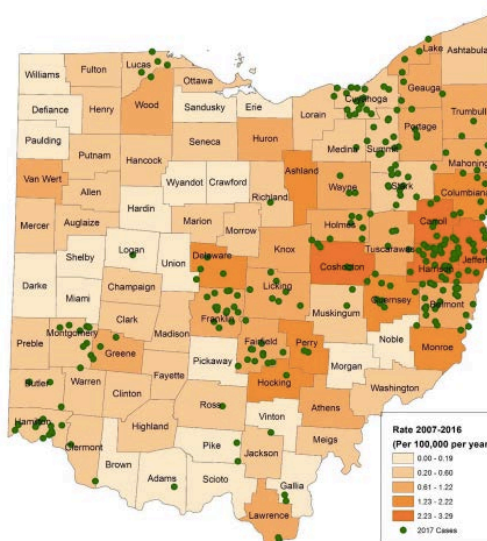 Lake
Ashtabula
Lucas
Williams
Fulton
Ottawa
Geauga
Cuyahoga
Wood
Defiance
Henry
Sandusky
Erie
Lorain
Trumbull
Portage
Paulding
Seneca
Huron
Medina
Summit
Putnam
Hancock
Mahoning
Ashland
Van Wert
Wyandot
Crawford
Wayne
Stark
Columbiana
Allen
Richland
Hardin
Carroll
Mercer
Auglaize
Marion
Holmes
Morrow
Tuscarawas
Jeffers
Logan
Knox
Shelby
Union
Delaware
Coshocton
Harrison
Darke
Champaign
Licking
Miami
Guernsey
Belmont
Franklin
Muskingum
Clark
Madison
Montgomery
Noble
Preble
Fairfield
Perry
Monroe
Greene
Pickaway
Morgan
Fayette
Butler
Warren
Clinton
Hocking
Washington
Ross
Athens
Hamilton
Highland
Vinton
Clermont
Meigs
Pike
Jackson
Brown
Adams
Scioto
Gallia
Lawrence
Rate 2007-2016
(Per 100,000 per year)
0.00 - 0.19
0.20 - 0.60
0.61 - 1.22
1.23 - 2.22
2.23 - 3.29
2017 Cases